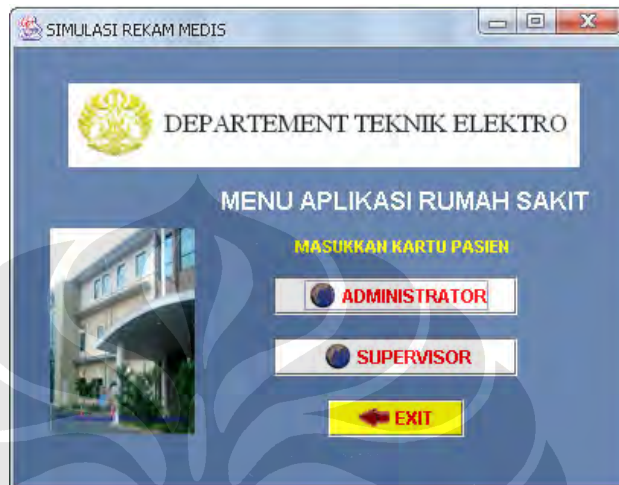 SIMULASI REKAM MEDIS
DEPARTEMENT TEKNIK ELEKTRO
MENU APLIKASI RUMAH SAKIT
MASUKKAN KARTU PASIEN
ADMINISTRATOR
SUPERVISOR
EXIT